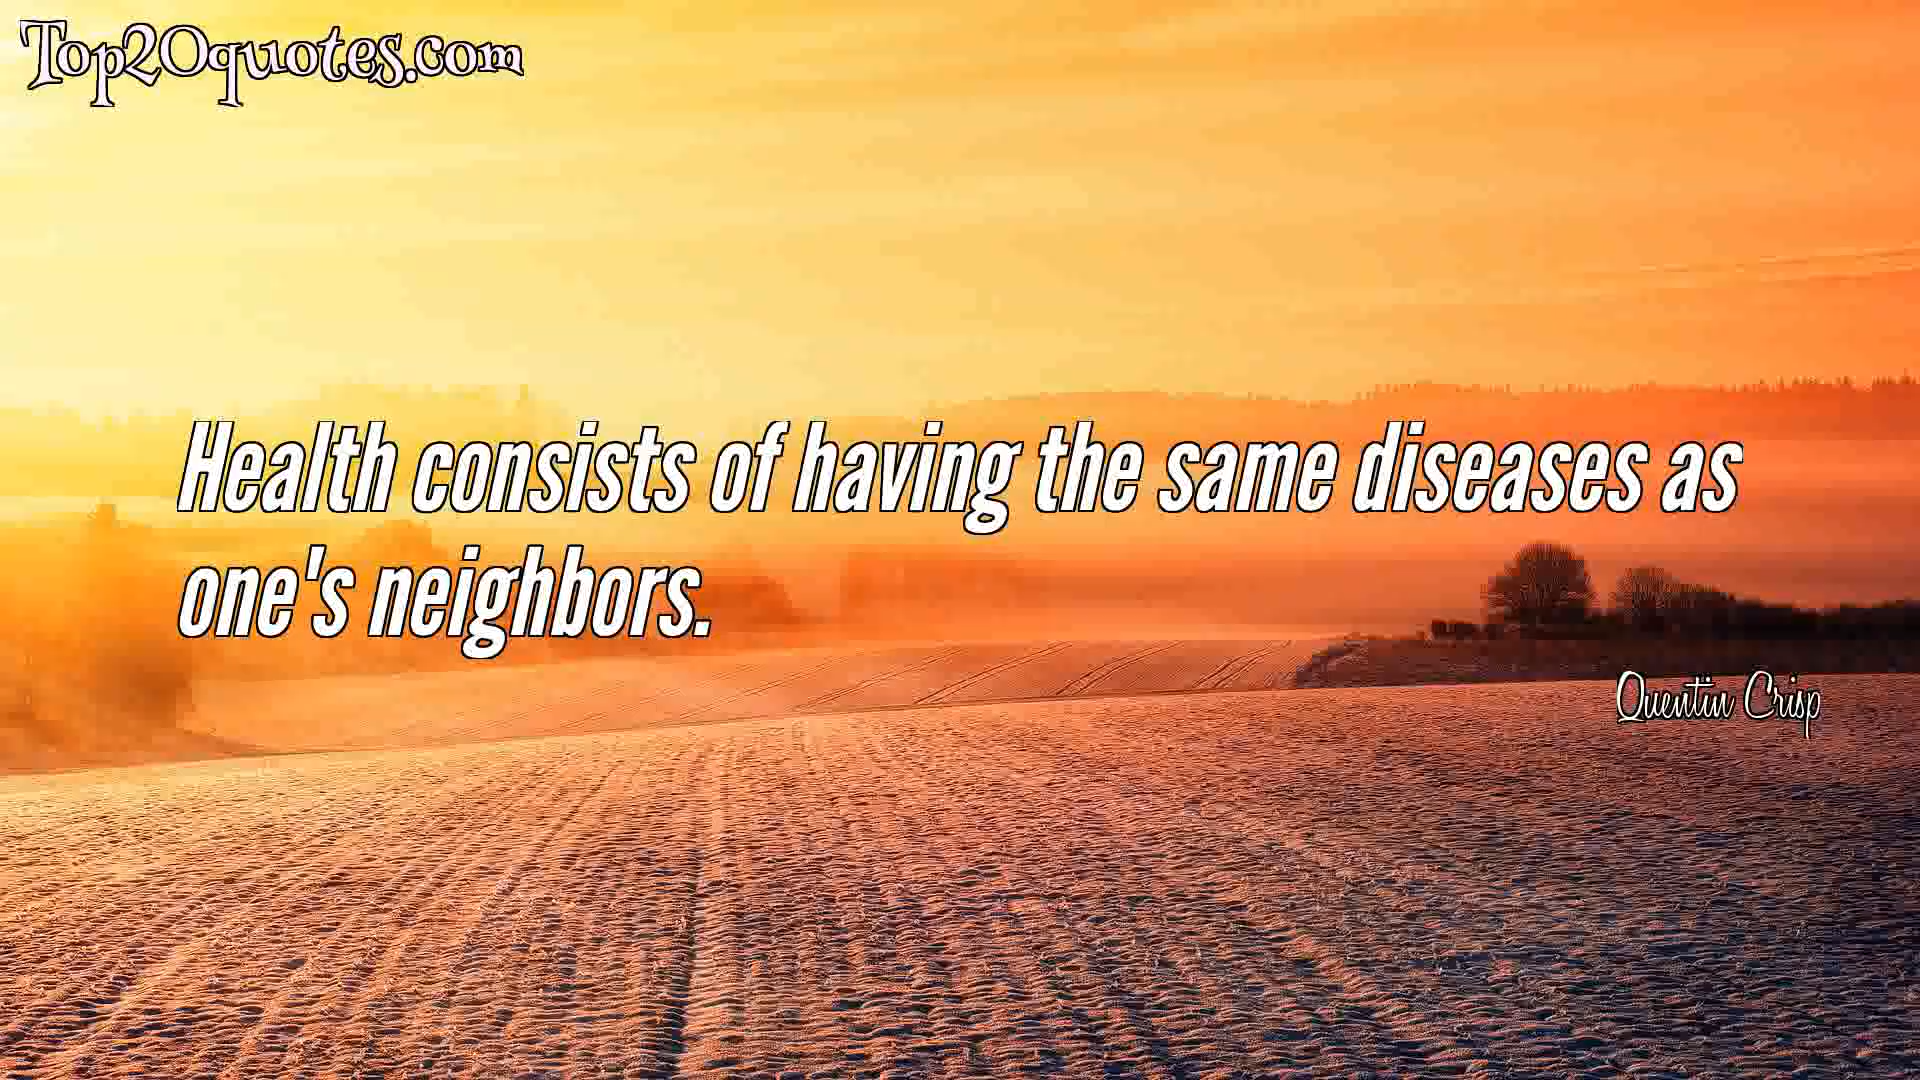 Top20quotes.com
Health consists of having the same diseases as
one's neighbors.
Quentin Crisp